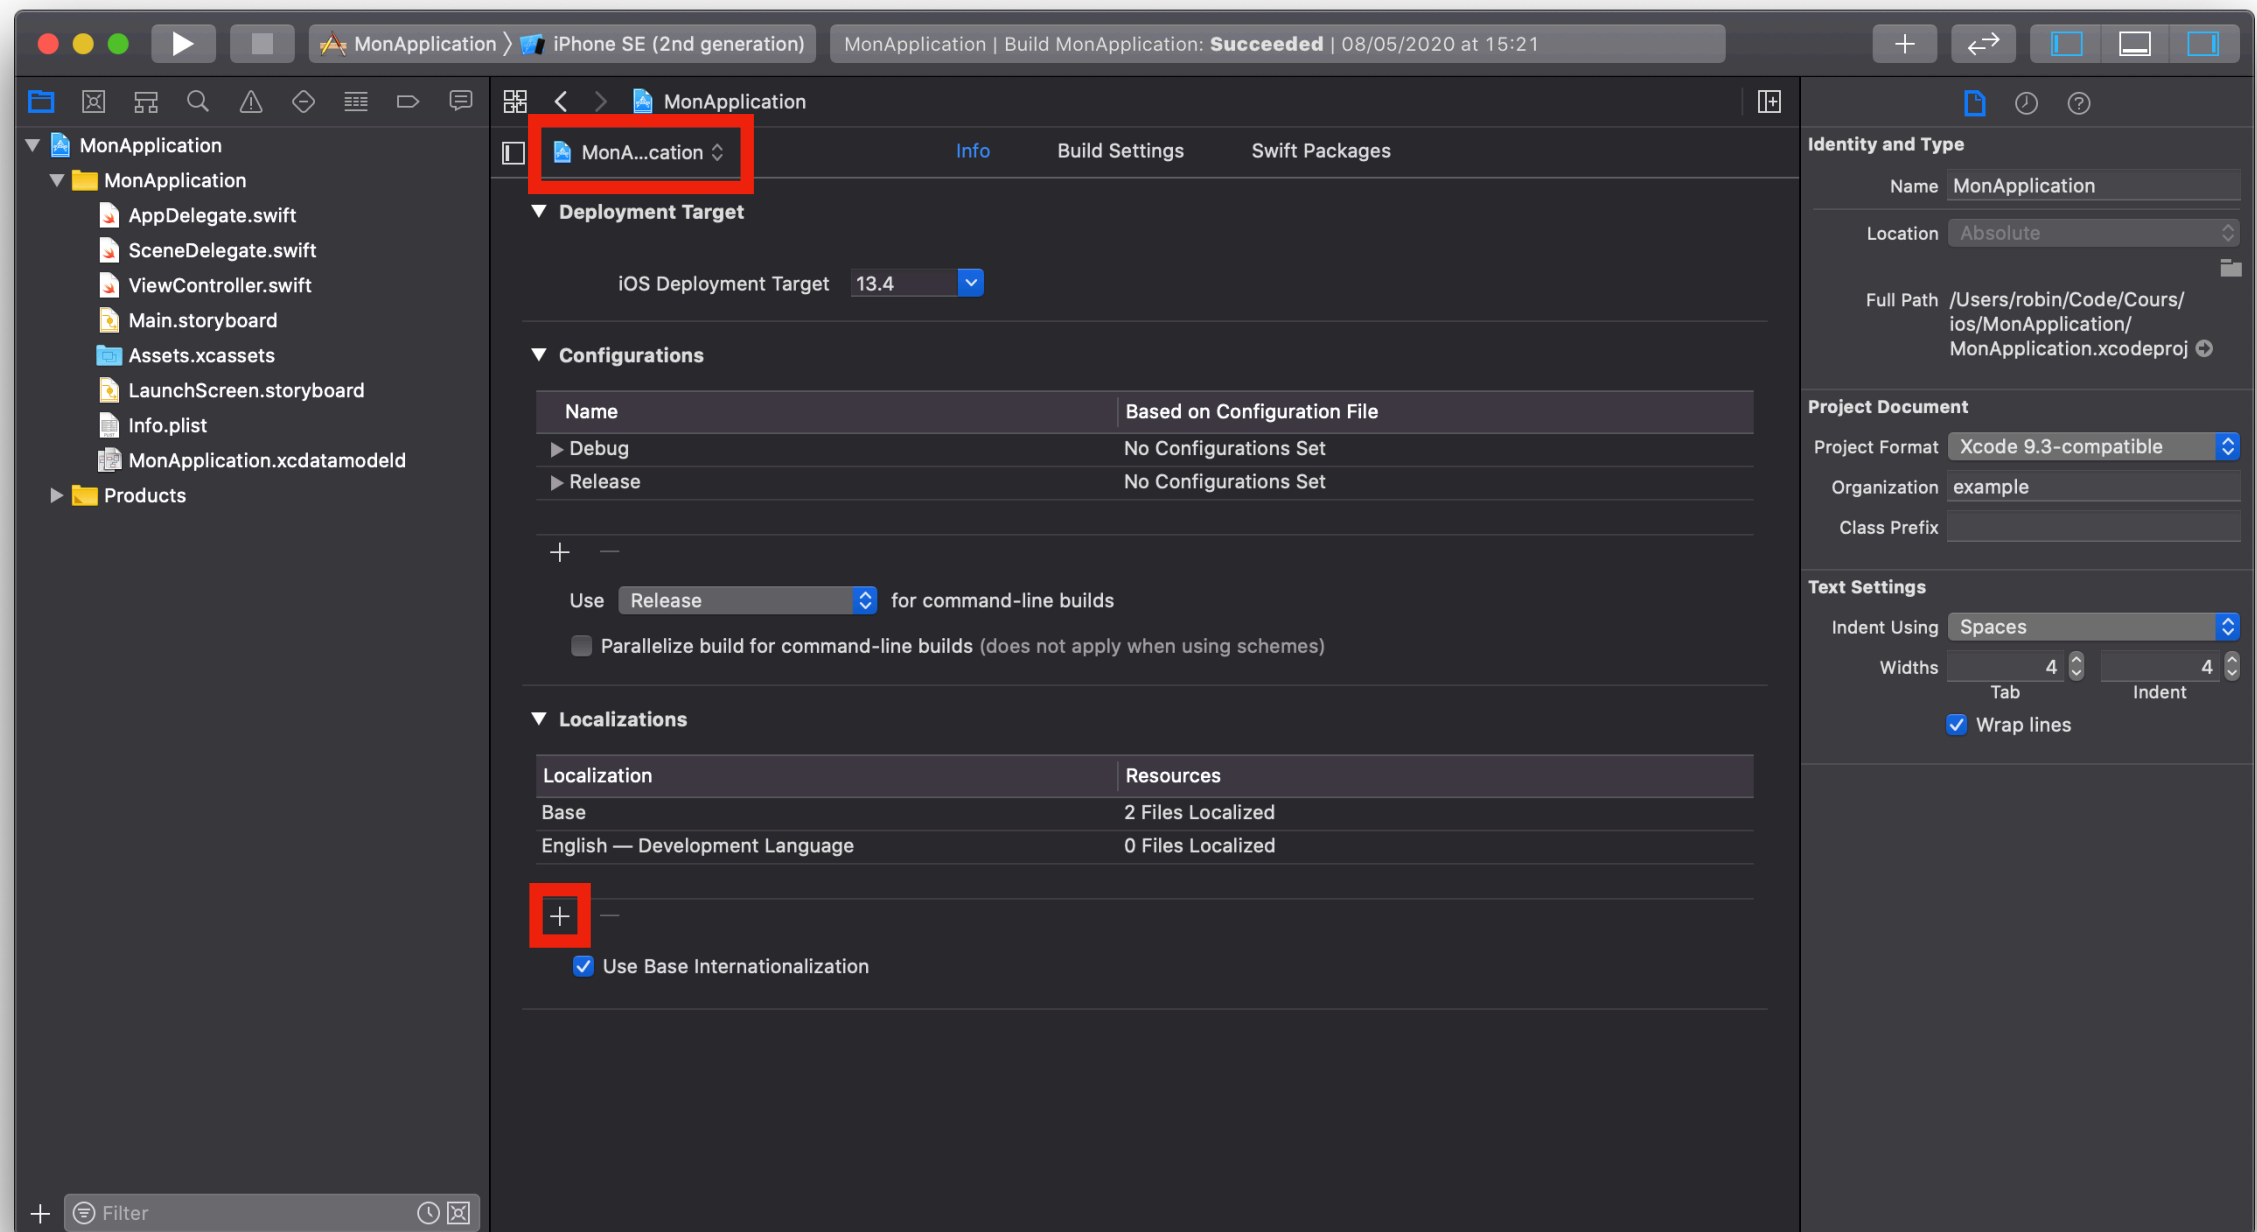 MonApplication 〉 iPhone SE (2nd generation)
MonApplication | Build MonApplication: Succeeded | 08/05/2020 at 15:21
MonApplication
MonApplication
AppDelegate.swift
SceneDelegate.swift
ViewController.swift
Main.storyboard
Assets.xcassets
LaunchScreen.storyboard
Info.plist
MonApplication.xcdatamodeld
Products
Filter
MonApplication
MonA...cation
Info
Build Settings
Swift Packages
Deployment Target
iOS Deployment Target 13.4
Configurations
Name Based on Configuration File
Debug No Configurations Set
Release No Configurations Set
Use Release for command-line builds
Parallelize build for command-line builds (does not apply when using schemes)
Localizations
Localization Resources
Base 2 Files Localized
English — Development Language 0 Files Localized
Use Base Internationalization
Identity and Type
Name MonApplication
Location Absolute
Full Path /Users/robin/Code/Cours/
ios/MonApplication/
MonApplication.xcodeproj
Project Document
Project Format Xcode 9.3-compatible
Organization example
Class Prefix
Text Settings
Indent Using Spaces
Widths 4 4
Tab Indent
Wrap lines